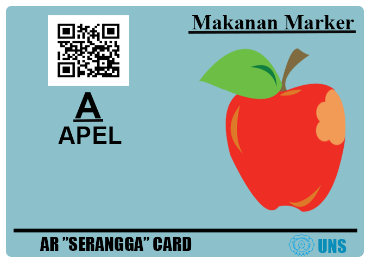 Makanan Marker
A
APEL
AR "SERANGGA" CARD
UNS